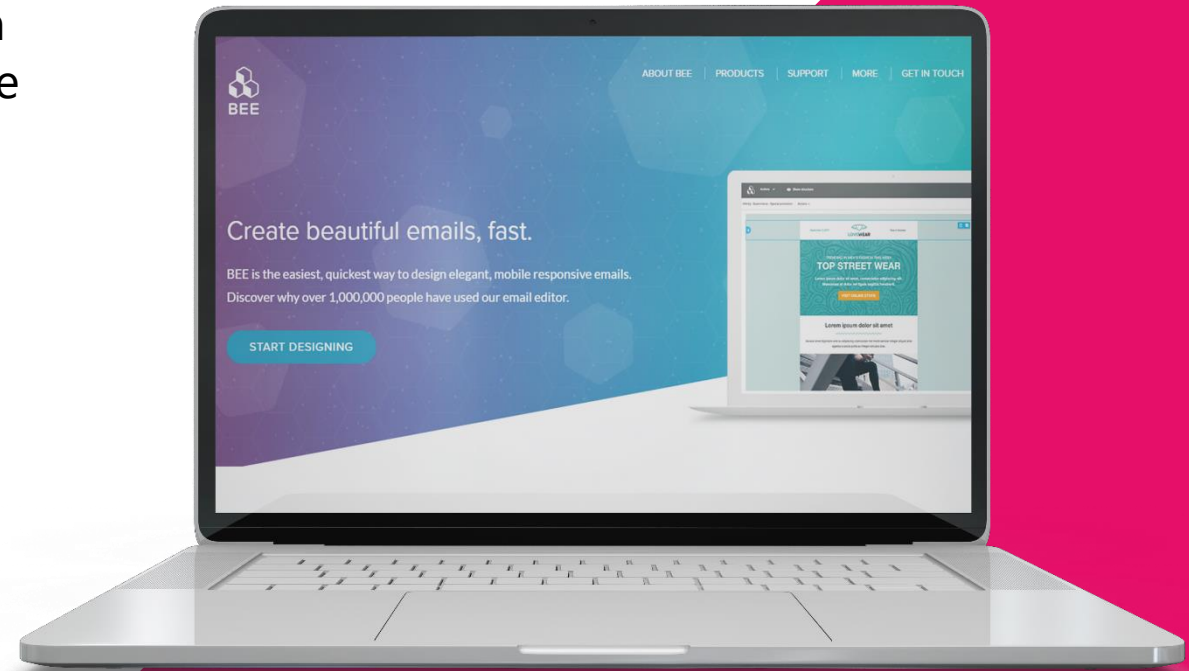 BEE
ABOUT BEE PRODUCTS SUPPORT MORE GET IN TOUCH
Create beautiful emails, fast.
BEE is the easiest, quickest way to design elegant, mobile responsive emails.
Discover why over 1,000,000 people have used our email editor.
START DESIGNING
TOP STREET WEAR
Lorem ipsum dolor sit amet